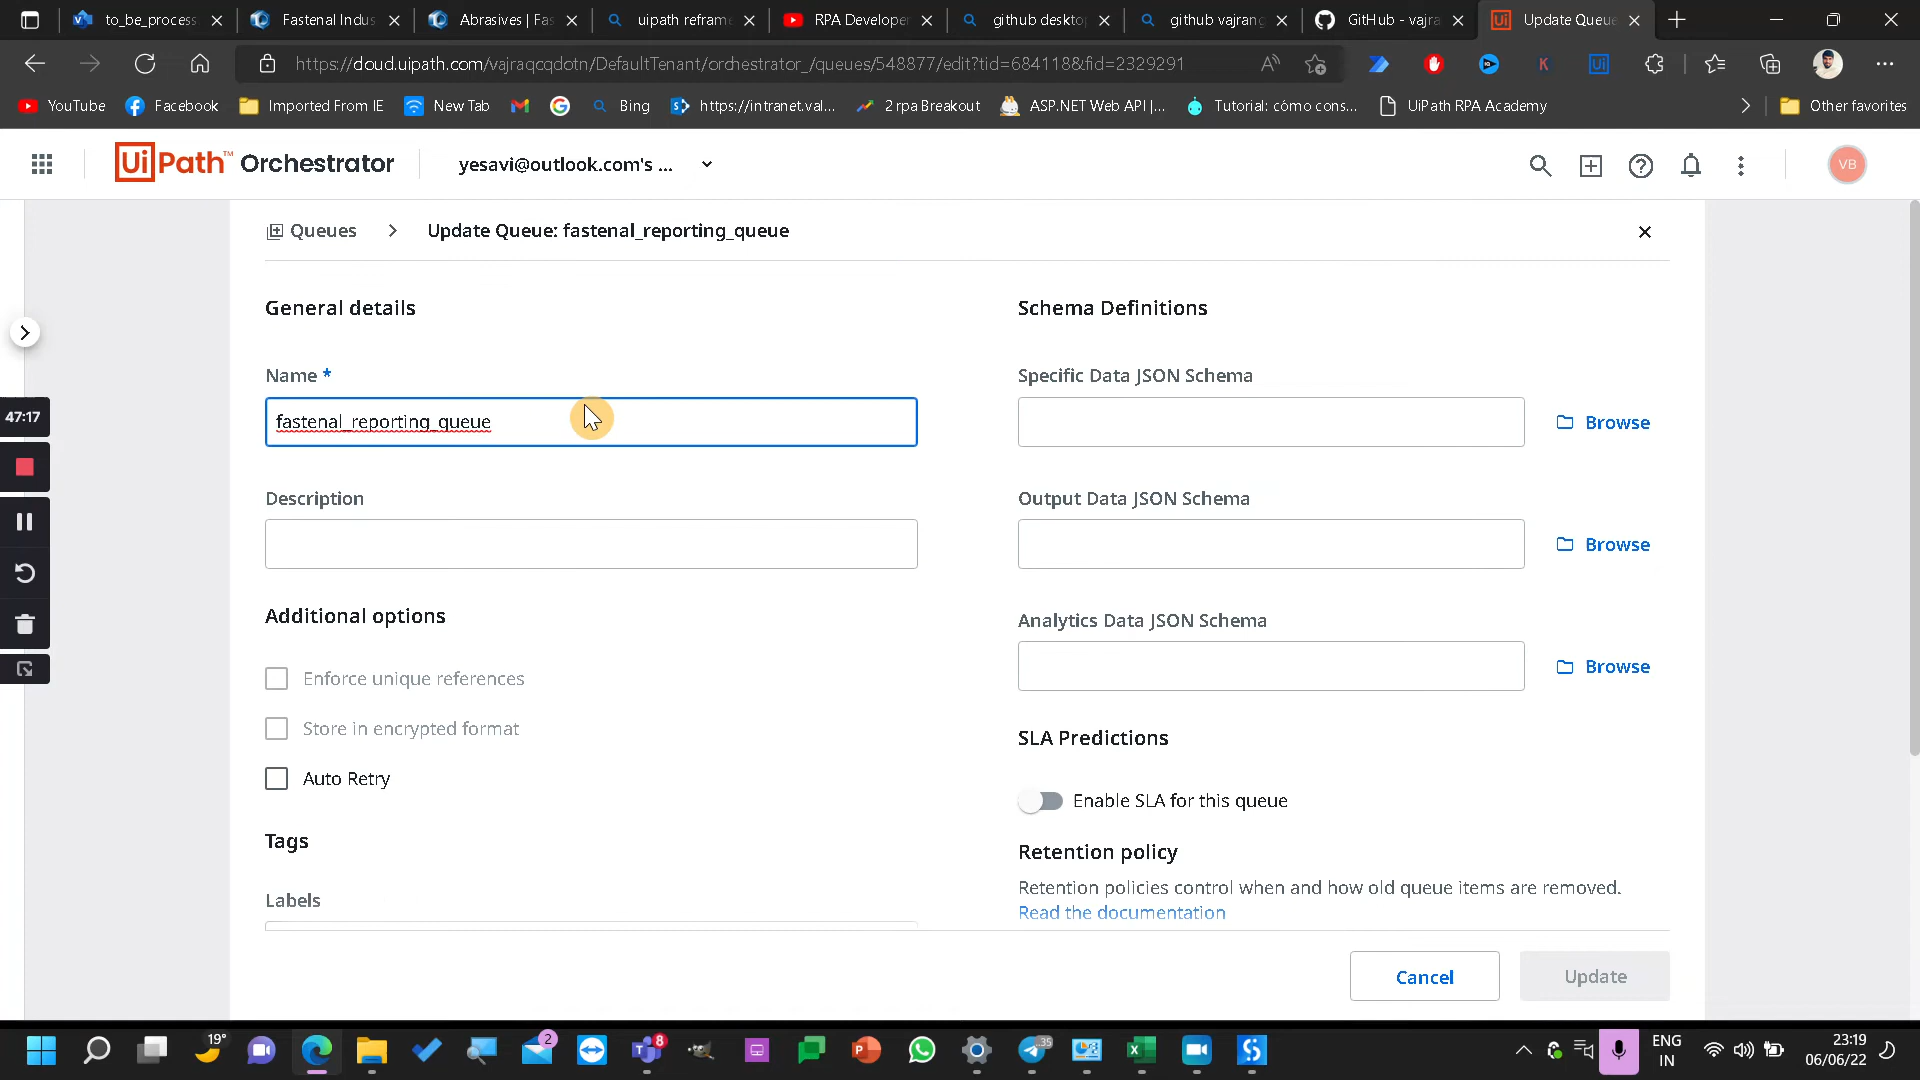 to_be_process
Fastenal Indus
Abrasives | Fas
uipath reframe
RPA Developer
github deskto
github vajrang
GitHub - vajra
Update Queue
https://cloud.uipath.com/vajraqcqdotn/DefaultTenant/orchestrator_/queues/548877/edit?tid=684118&fid=2329291
YouTube
Facebook
Imported From IE
New Tab
Bing
https://intranet.val...
2 rpa Breakout
ASP.NET Web API |...
Tutorial: cómo cons...
UiPath RPA Academy
Other favorites
UiPath™ Orchestrator
yesavi@outlook.com's ...
VB
Queues > Update Queue: fastenal_reporting_queue
General details
Name *
fastenal_reporting_queue
Description
Additional options
Enforce unique references
Store in encrypted format
Auto Retry
Tags
Labels
Schema Definitions
Specific Data JSON Schema
Browse
Output Data JSON Schema
Browse
Analytics Data JSON Schema
Browse
SLA Predictions
Enable SLA for this queue
Retention policy
Retention policies control when and how old queue items are removed.
Read the documentation
Cancel
Update
47:17
19°
2
8
35
ENG
IN
23:19
06/06/22